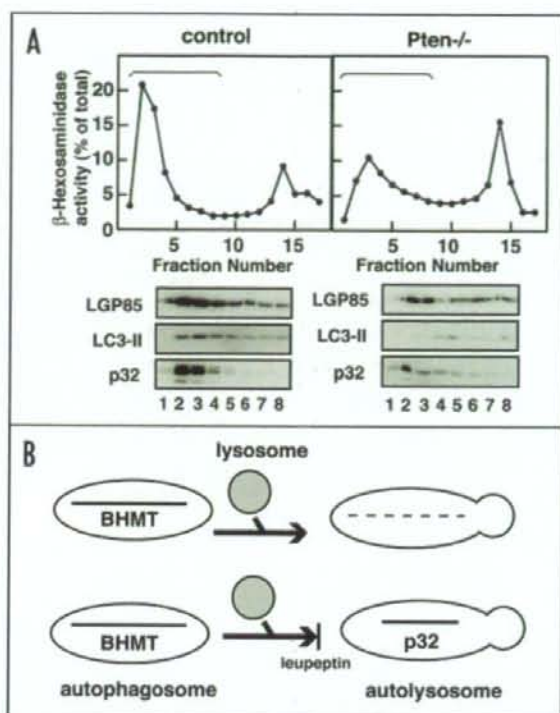 A
control
Pten-/-
β-Hexosaminidase
activity (% of total)
20
15
10
5
0
5 10 15
5 10 15
Fraction Number
Fraction Number
LGP85
LC3-II
p32
1 2 3 4 5 6 7 8
LGP85
LC3-II
p32
1 2 3 4 5 6 7 8
B
lysosome
BHMT
BHMT
leupeptin
p32
autophagosome
autolysosome